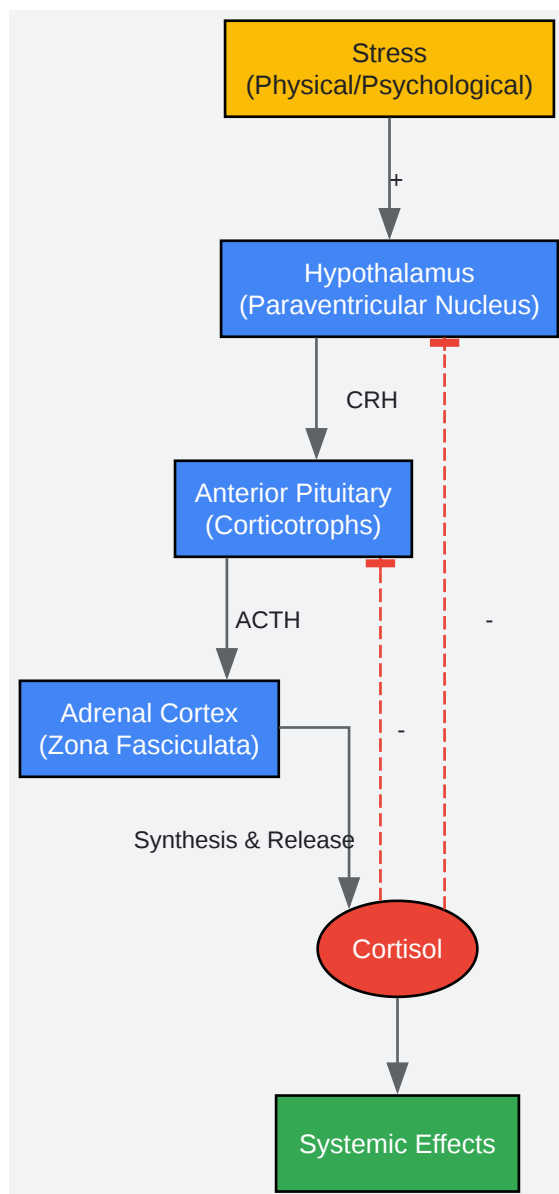 Stress
(Physical/Psychological)
+
Hypothalamus
(Paraventricular Nucleus)
CRH
Anterior Pituitary
(Corticotrophs)
ACTH
-
Adrenal Cortex
(Zona Fasciculata)
-
Synthesis & Release
Cortisol
Systemic Effects